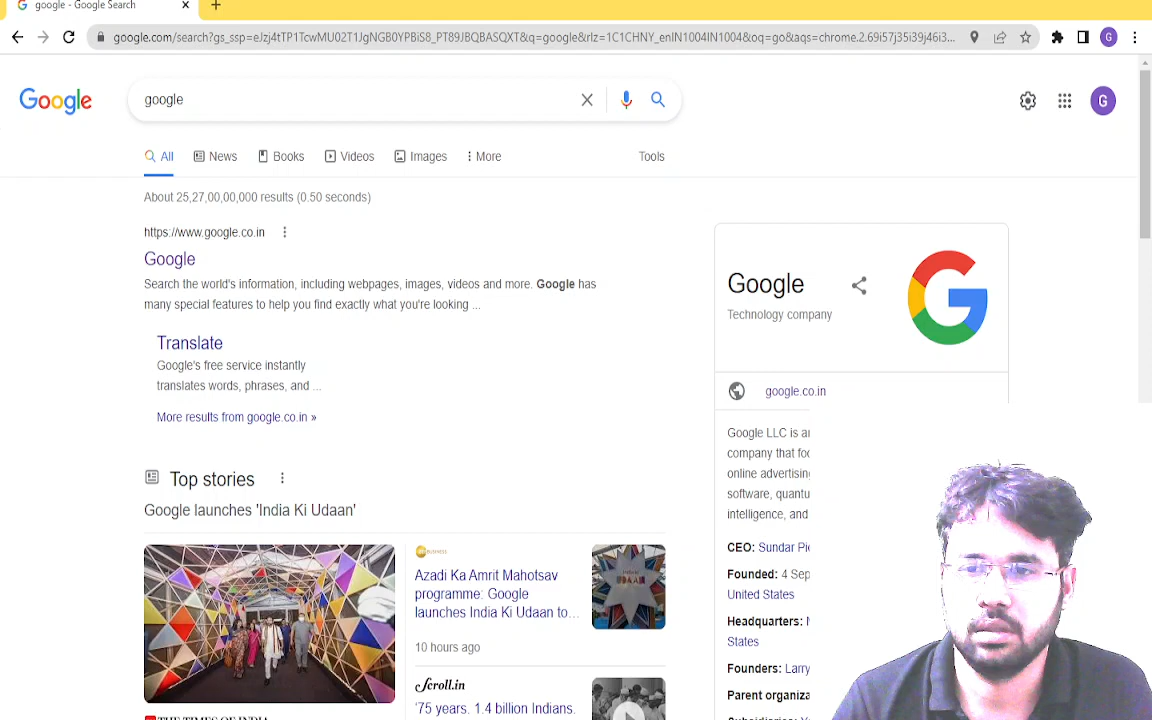 google - Google Search
google.com/search?gs_ssp=eJzj4tTP1TcwMU02T1JgNGB0YPBiS8_PT89JBQBASQXT&q=google&rlz=1C1CHNY_enIN1004IN1004&oq=go&aqs=chrome.2.69i57j35i39j46i3...
G
Google
google
G
All
News
Books
Videos
Images
More
Tools
About 25,27,00,00,000 results (0.50 seconds)
https://www.google.co.in
Google
Search the world's information, including webpages, images, videos and more. Google has
many special features to help you find exactly what you're looking ...
Translate
Google's free service instantly
translates words, phrases, and ...
More results from google.co.in »
Top stories
Google launches 'India Ki Udaan'
BUSINESS
Azadi Ka Amrit Mahotsav
programme: Google
launches India Ki Udaan to...
10 hours ago
UDAAN
Scroll.in
'75 years. 1.4 billion Indians.
THE TIMES OF INDIA
Google
Technology company
google.co.in
Google LLC is
company that
online
software,
intelligence, and
CEO: Sundar
Founded: 4 Sep
United States
Headquarters:
States
Founders: Larry
Parent